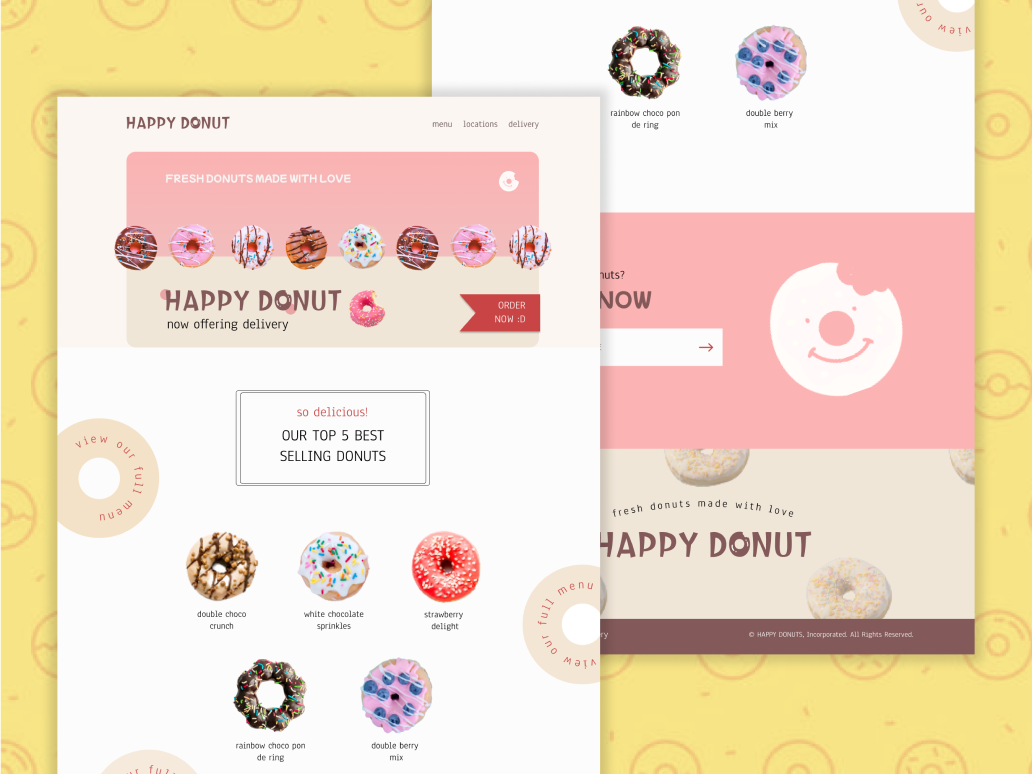 HAPPY DONUT
menu locations delivery
FRESH DONUTS MADE WITH LOVE
HAPPY DONUT
now offering delivery
ORDER
NOW :D
so delicious!
OUR TOP 5 BEST
SELLING DONUTS
view our full menu
double choco
crunch
white chocolate
sprinkles
strawberry
delight
view our full menu
view our
rainbow choco pon
de ring
double berry
mix
our full
view our
rainbow choco pon
de ring
double berry
mix
NOW
fresh donuts made with love
HAPPY DONUT
© HAPPY DONUTS, Incorporated. All Rights Reserved.